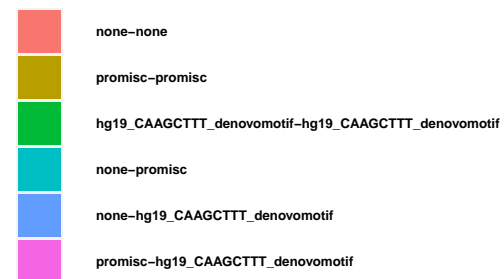 none−none
promisc−promisc
hg19_CAAGCTTT_denovomotif−hg19_CAAGCTTT_denovomotif
none−promisc
none−hg19_CAAGCTTT_denovomotif
promisc−hg19_CAAGCTTT_denovomotif